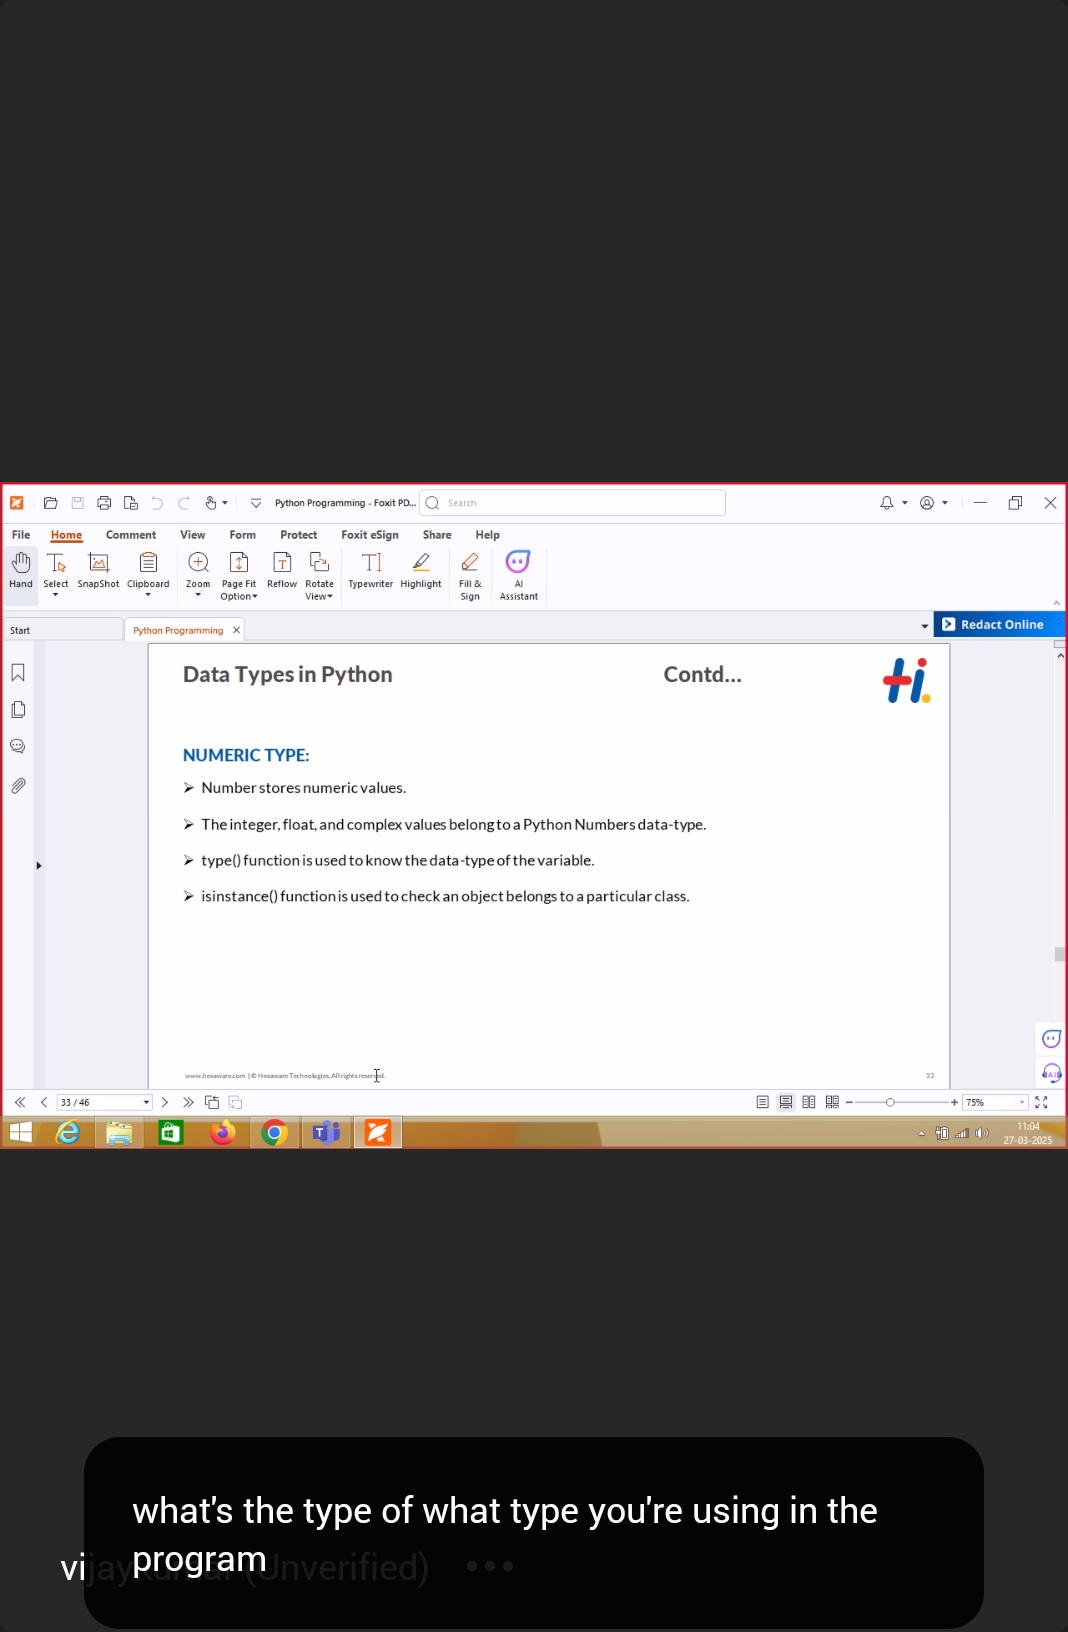 Python Programming - Foxit PD...
Search
File Home Comment View Form Protect Foxit eSign Share Help
Hand Select SnapShot Clipboard Zoom Page Fit Option Reflow Rotate View Typewriter Highlight Fill & Sign AI Assistant
Start Python Programming Redact Online
Data Types in Python Contd...
Hi.
NUMERIC TYPE:
➤ Number stores numeric values.
➤ The integer, float, and complex values belong to a Python Numbers data-type.
➤ type() function is used to know the data-type of the variable.
➤ isinstance() function is used to check an object belongs to a particular class.
www.hexaware.com | © Hexaware Technologies. All rights reserved. 33
33 / 46 75%
11:04
27-03-2025
what's the type of what type you're using in the
program
vijaykumar (Unverified) •••